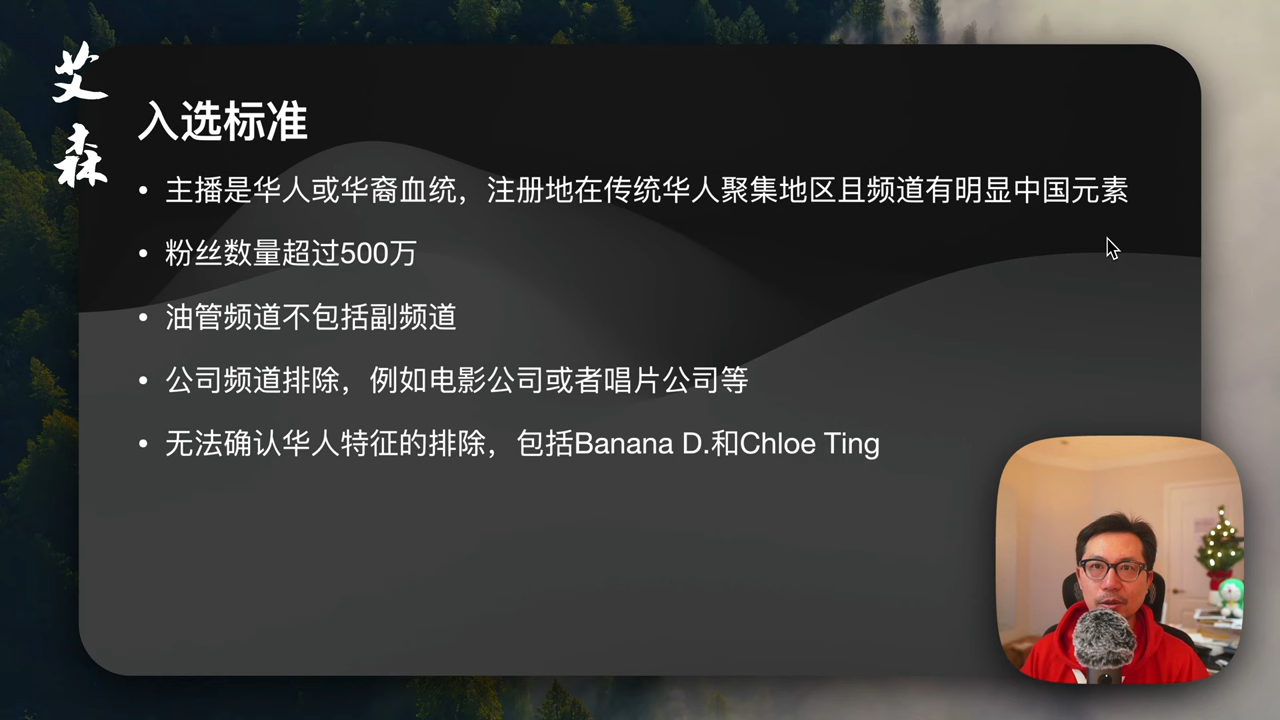 艾森
入选标准
• 主播是华人或华裔血统，注册地在传统华人聚集地区且频道有明显中国元素
• 粉丝数量超过500万
• 油管频道不包括副频道
• 公司频道排除，例如电影公司或者唱片公司等
• 无法确认华人特征的排除，包括Banana D.和Chloe Ting